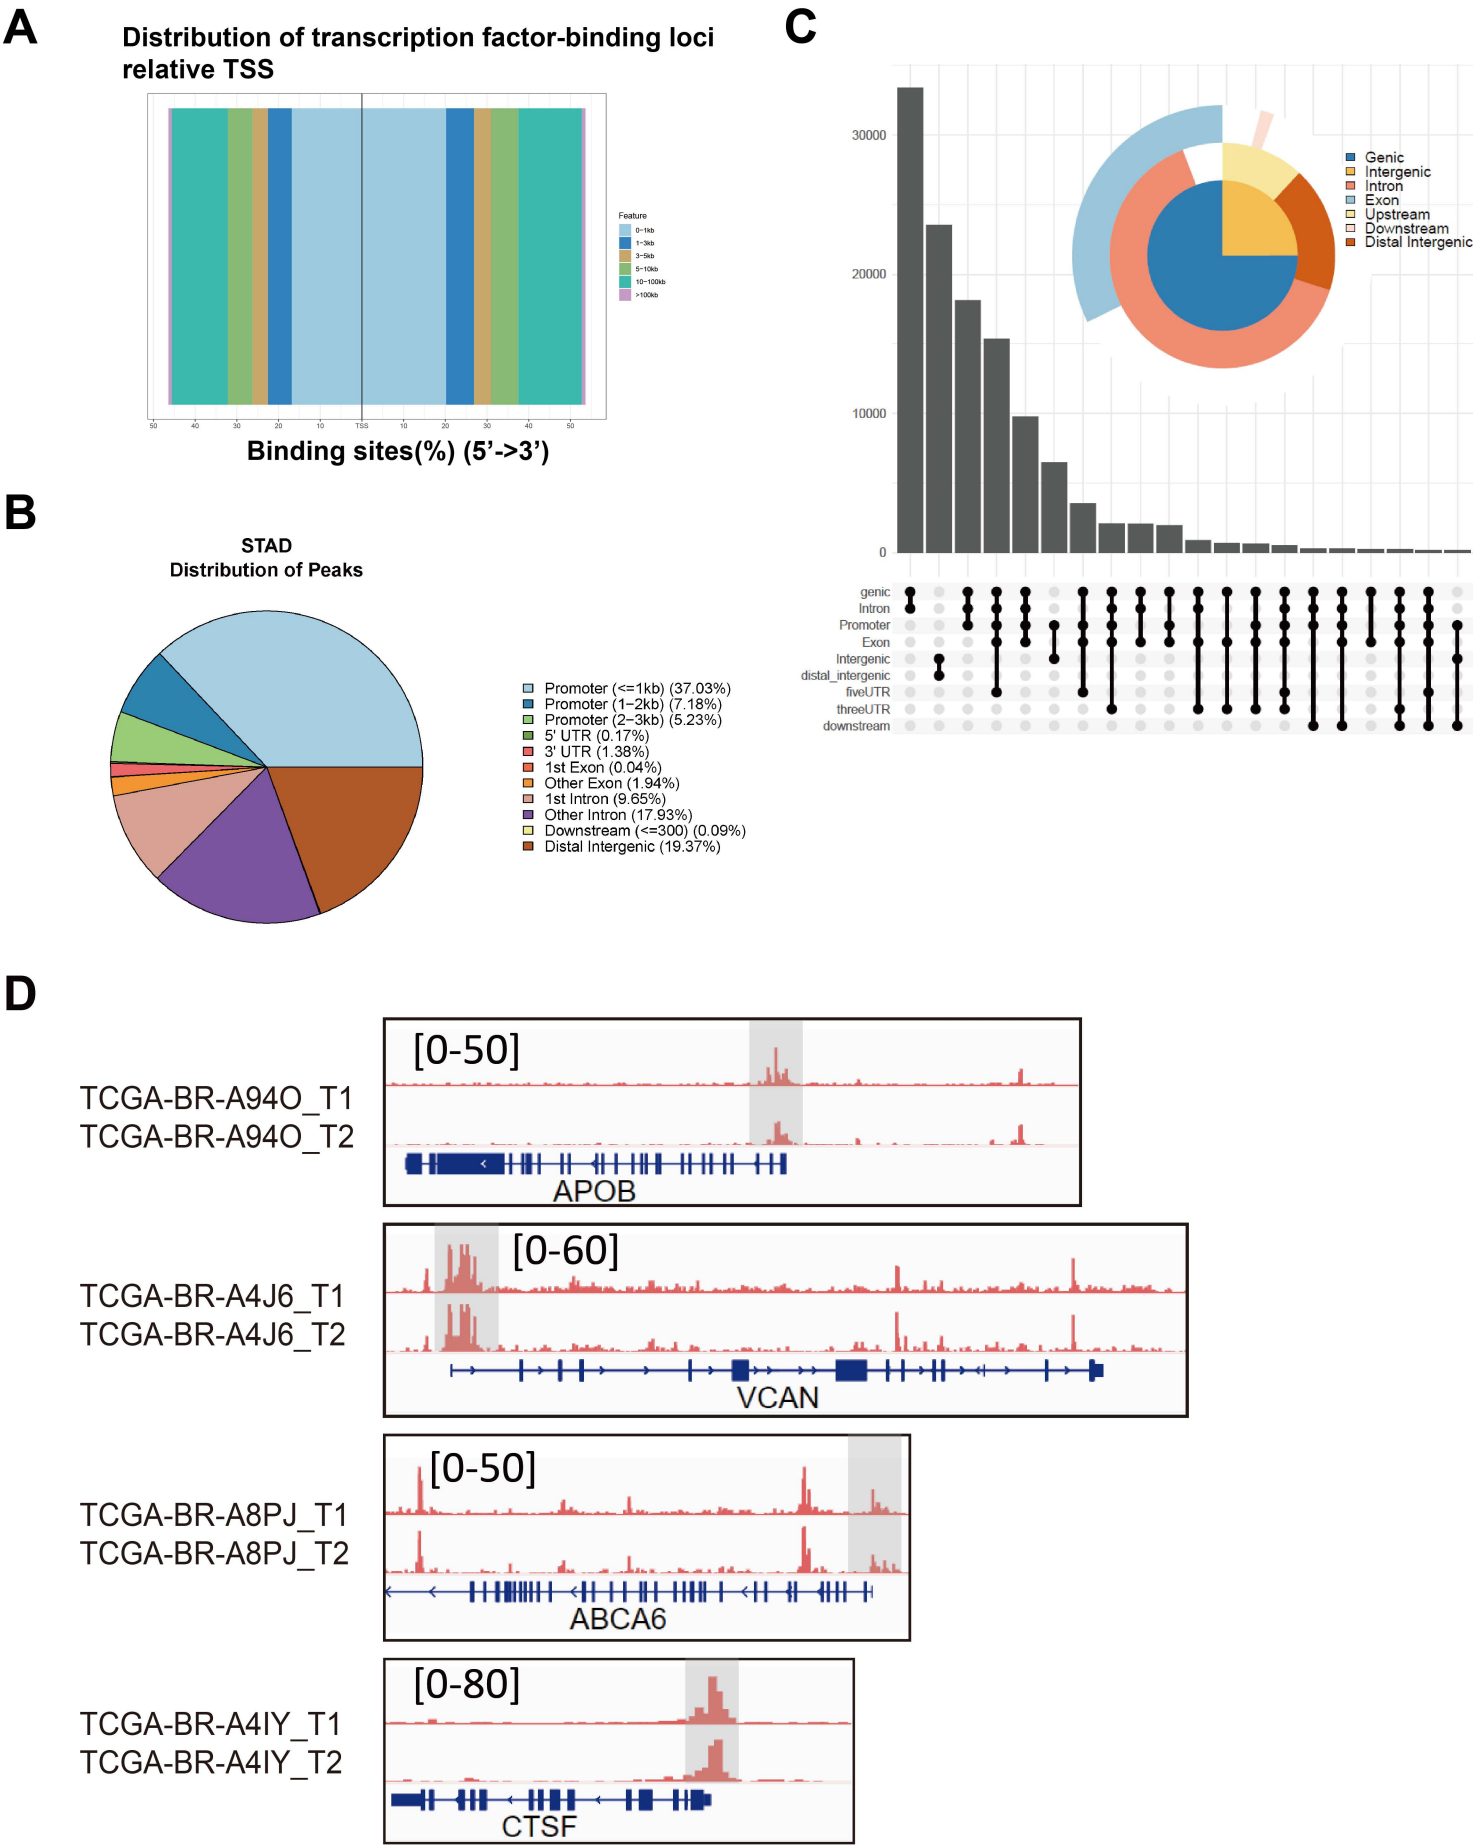 A
Distribution of transcription factor-binding loci
relative TSS
Feature
0-1kb
1-3kb
3-5kb
5-10kb
10-100kb
>100kb
50 40 30 20 10 TSS 10 20 30 40 50
Binding sites(%) (5'->3')
B
STAD
Distribution of Peaks
Promoter (<=1kb) (37.03%)
Promoter (1-2kb) (7.18%)
Promoter (2-3kb) (5.23%)
5' UTR (0.17%)
3' UTR (1.38%)
1st Exon (0.04%)
Other Exon (1.94%)
1st Intron (9.65%)
Other Intron (17.93%)
Downstream (<=300) (0.09%)
Distal Intergenic (19.37%)
C
30000
20000
10000
0
Genic
Intergenic
Intron
Exon
Upstream
Downstream
Distal Intergenic
genic
Intron
Promoter
Exon
Intergenic
distal_intergenic
fiveUTR
threeUTR
downstream
D
TCGA-BR-A94O_T1
TCGA-BR-A94O_T2
[0-50]
APOB
TCGA-BR-A4J6_T1
TCGA-BR-A4J6_T2
[0-60]
VCAN
TCGA-BR-A8PJ_T1
TCGA-BR-A8PJ_T2
[0-50]
ABCA6
TCGA-BR-A4IY_T1
TCGA-BR-A4IY_T2
[0-80]
CTSF